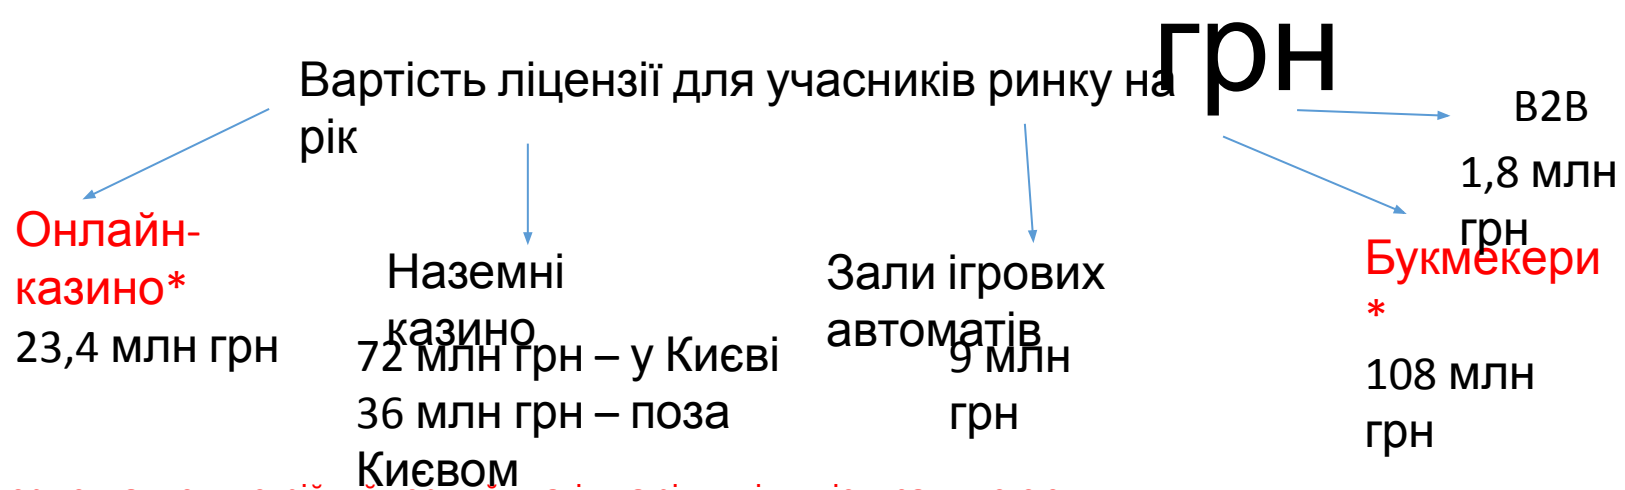 грн
Вартість ліцензії для учасників ринку на
рік
B2B
1,8 млн
грн
Онлайн-
казино*
23,4 млн грн
Наземні
казино
72 млн грн – у Києві
36 млн грн – поза
Києвом
Зали ігрових
автоматів
9 млн
грн
Букмекери
*
108 млн
грн